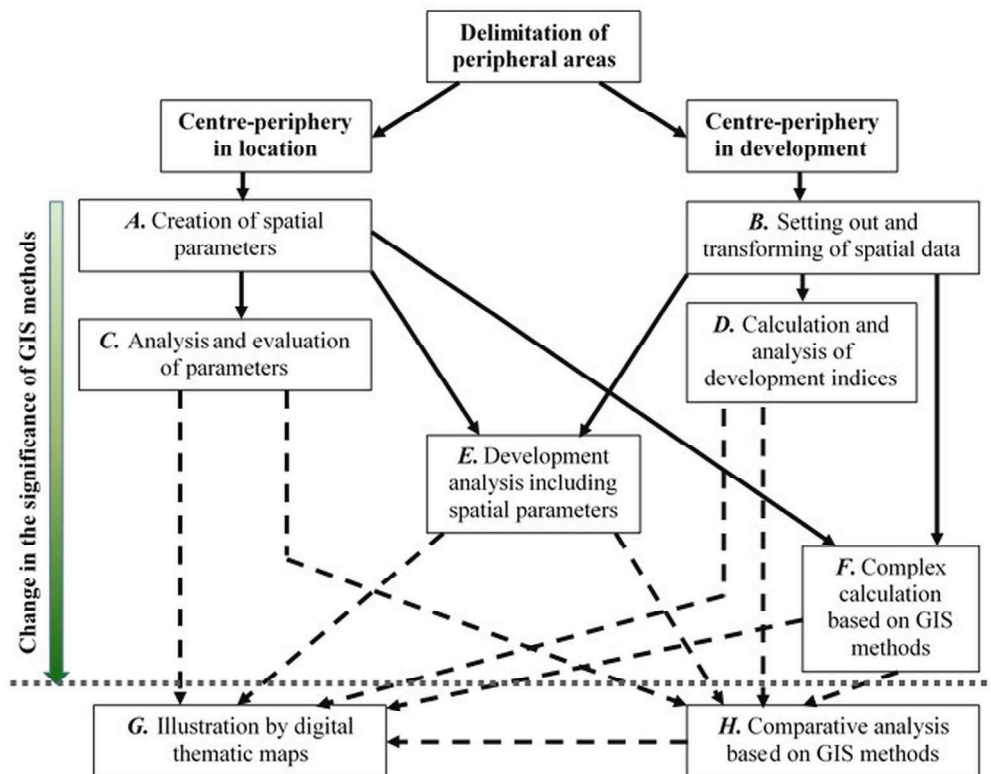 Delimitation of
peripheral areas
Centre-periphery
in location
Centre-periphery
in development
Change in the significance of GIS methods
A. Creation of spatial
parameters
B. Setting out and
transforming of spatial data
C. Analysis and evaluation
of parameters
D. Calculation and
analysis of
development indices
E. Development
analysis including
spatial parameters
F. Complex
calculation
based on GIS
methods
G. Illustration by digital
thematic maps
H. Comparative analysis
based on GIS methods